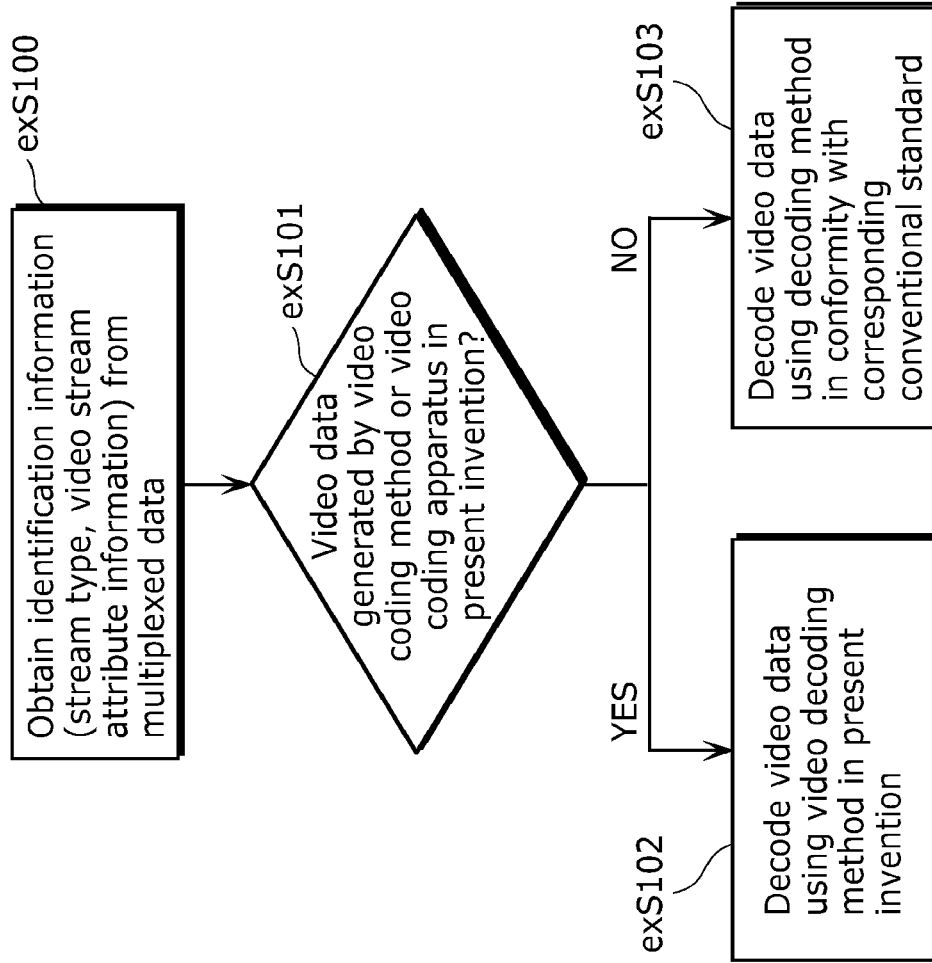 exS100
Obtain identification information
(stream type, video stream
attribute information) from
multiplexed data
exS101
Video data
generated by video
coding method or video
coding apparatus in
present invention?
YES
NO
exS102
Decode video data
using video decoding
method in present
invention
exS103
Decode video data
using decoding method
in conformity with
corresponding
conventional standard